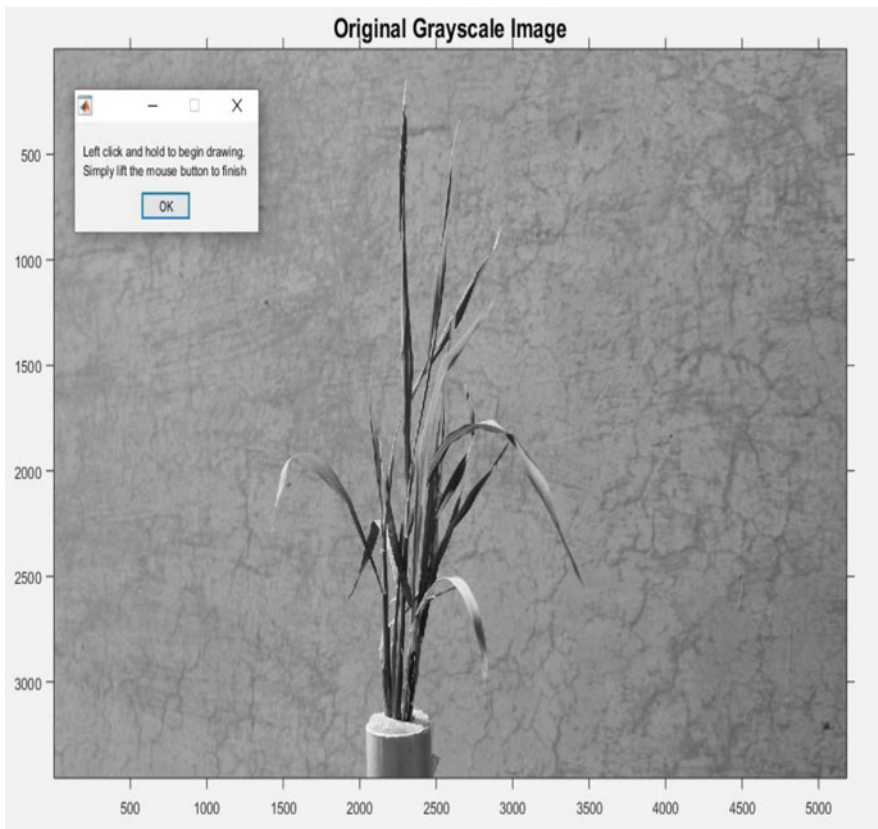 Original Grayscale Image
Left click and hold to begin drawing.
Simply lift the mouse button to finish
OK
500
1000
1500
2000
2500
3000
500 1000 1500 2000 2500 3000 3500 4000 4500 5000